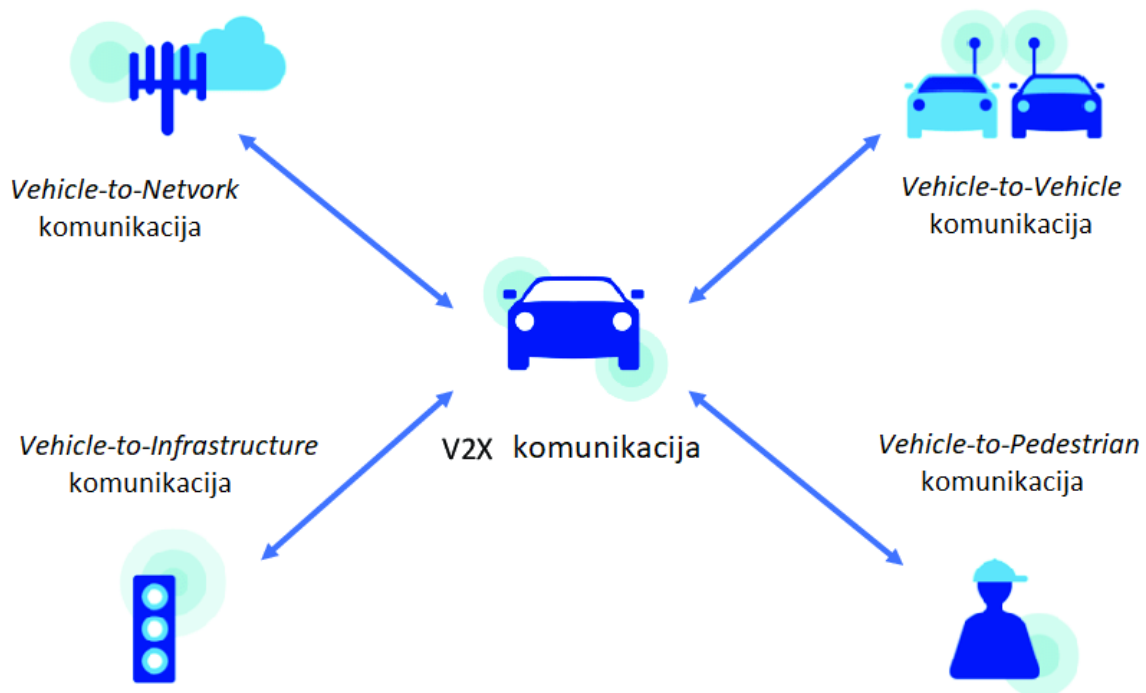 Vehicle-to-Netvork
komunikacija
Vehicle-to-Vehicle
komunikacija
Vehicle-to-Infrastructure
komunikacija
V2X komunikacija
Vehicle-to-Pedestrian
komunikacija